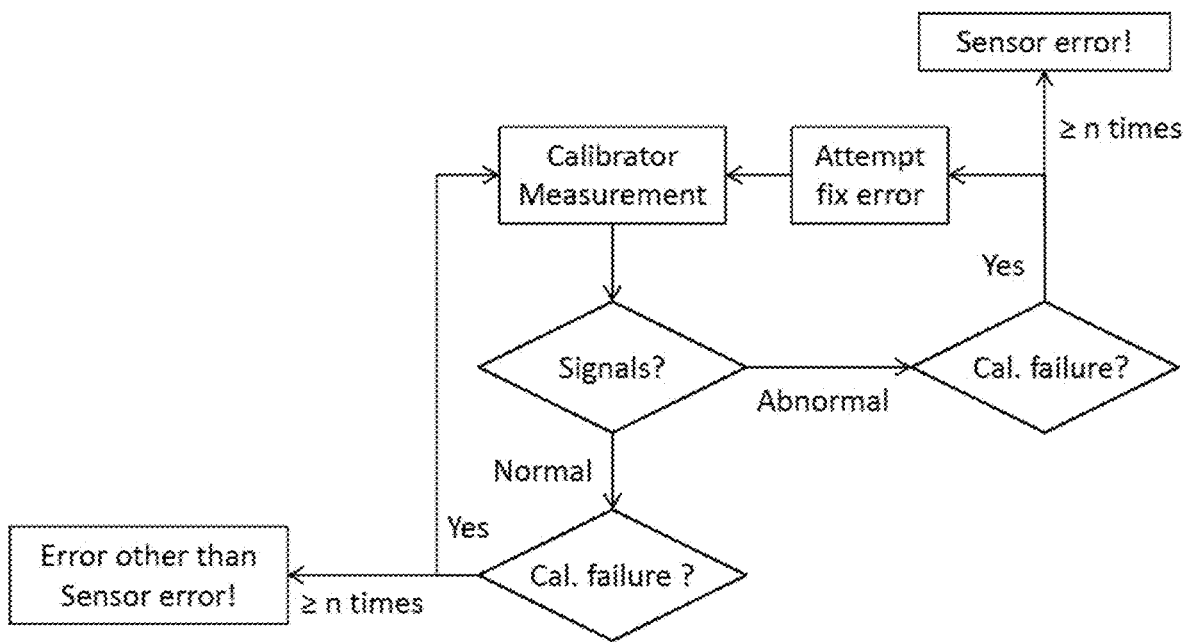 Sensor error!
≥ n times
Calibrator
Measurement
Attempt
fix error
Yes
Signals?
Abnormal
Cal. failure?
Normal
Yes
Error other than
Sensor error!
≥ n times
Cal. failure ?